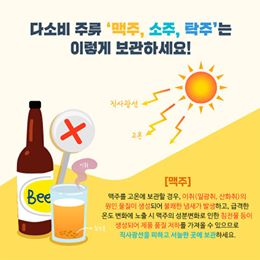 다소비 주류 '맥주, 소주, 탁주'는
이렇게 보관하세요!
직사광선
고온
이취
Bee
[맥주]
맥주를 고온에 보관할 경우, 이취(일광취, 산화취)의
원인 물질이 생성되어 불쾌한 냄새가 발생하고, 급격한
온도 변화에 노출 시 맥주의 성분변화로 인한 침전물 등이
생성되어 제품 품질 저하를 가져올 수 있으므로
직사광선을 피하고 서늘한 곳에 보관하세요.